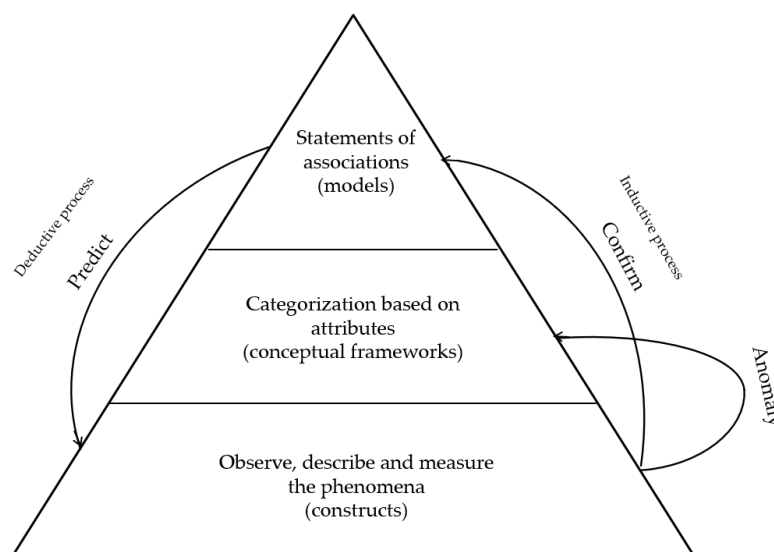 Statements of
associations
(models)
Deductive process
Predict
Inductive process
Confirm
Categorization based on
attributes
(conceptual frameworks)
Anomaly
Observe, describe and measure
the phenomena
(constructs)